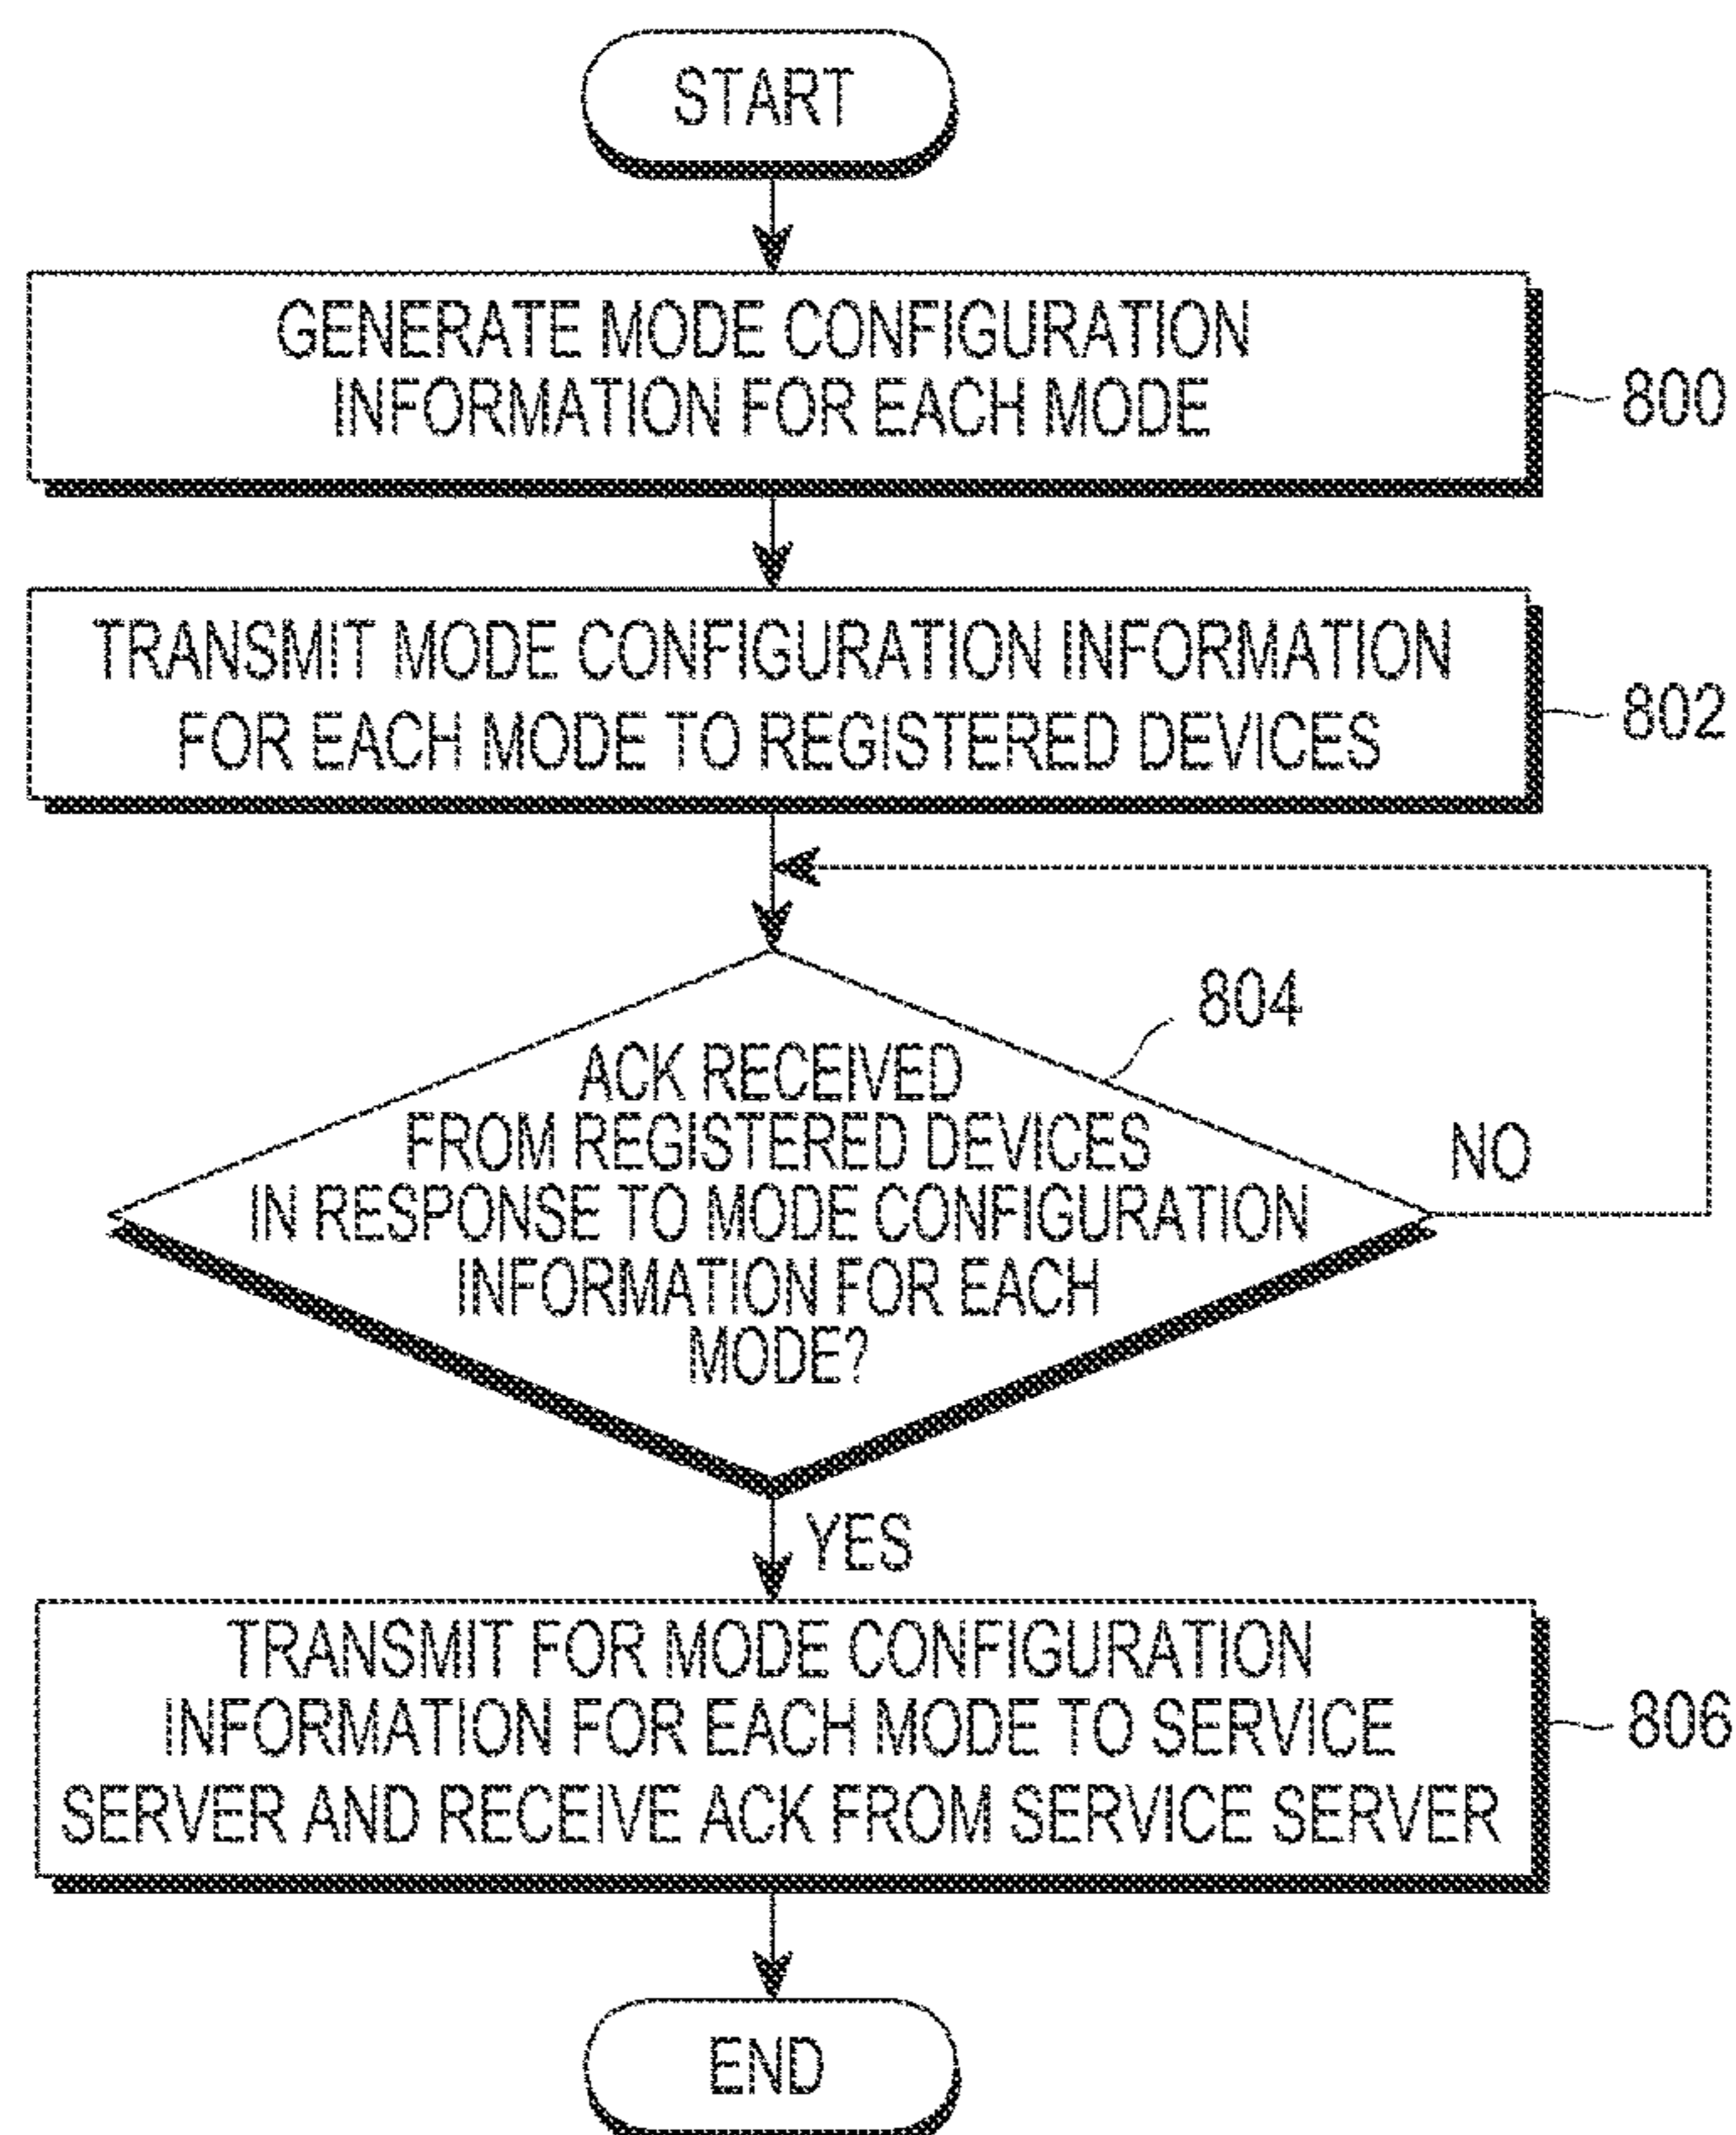 START
GENERATE MODE CONFIGURATION
INFORMATION FOR EACH MODE
800
TRANSMIT MODE CONFIGURATION INFORMATION
FOR EACH MODE TO REGISTERED DEVICES
802
804
ACK RECEIVED
FROM REGISTERED DEVICES
IN RESPONSE TO MODE CONFIGURATION
INFORMATION FOR EACH
MODE?
NO
YES
TRANSMIT FOR MODE CONFIGURATION
INFORMATION FOR EACH MODE TO SERVICE
SERVER AND RECEIVE ACK FROM SERVICE SERVER
806
END